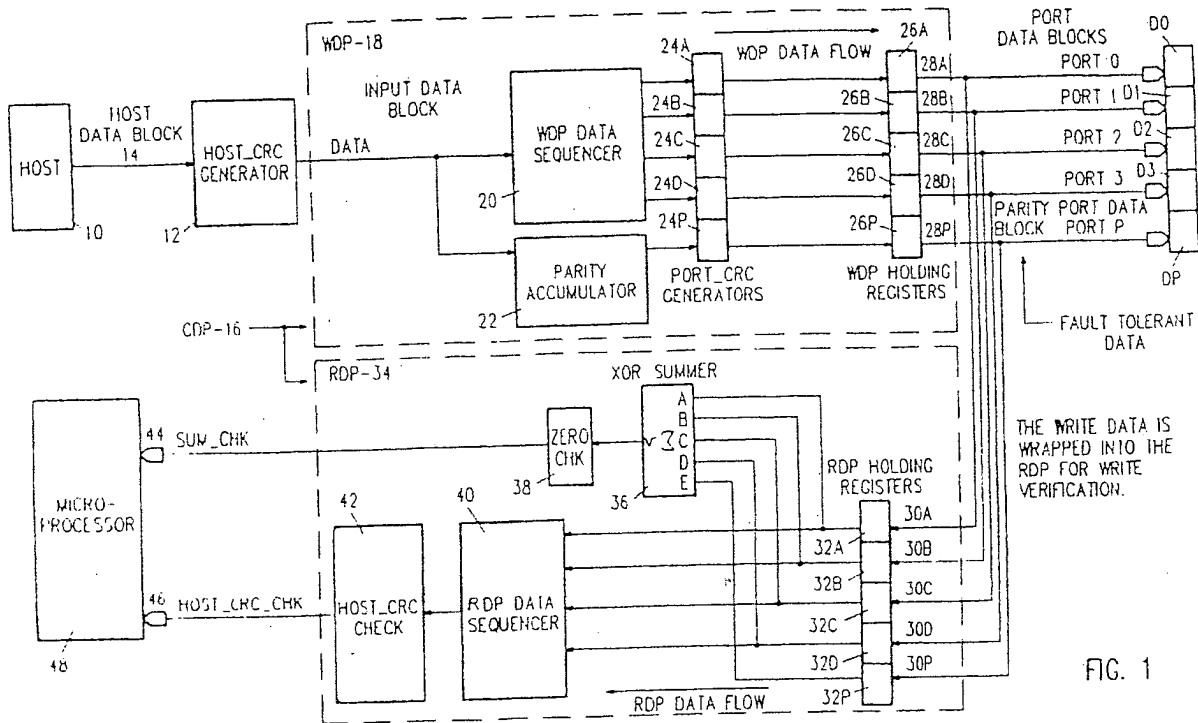 WDP-18
26A
PORT
DATA BLOCKS
D0
24A
WDP DATA FLOW
28A
PORT 0
HOST
DATA BLOCK
14
INPUT DATA
BLOCK
24B
26B
28B
PORT 1
D1
HOST
HOST_CRC
GENERATOR
DATA
WDP DATA
SEQUENCER
24C
26C
28C
PORT 2
D2
24D
26D
28D
PORT 3
D3
10
12
20
24P
26P
28P
PARITY PORT DATA
BLOCK PORT P
PARITY
ACCUMULATOR
PORT_CRC
GENERATORS
WDP HOLDING
REGISTERS
DP
22
CDP-16
FAULT TOLERANT
DATA
RDP-34
XOR SUMMER
A
B
C
D
E
Σ
44
SUM_CHK
ZERO
CHK
38
36
RDP HOLDING
REGISTERS
THE WRITE DATA IS
WRAPPED INTO THE
RDP FOR WRITE
VERIFICATION.
MICRO-
PROCESSOR
42
40
30A
32A
30B
32B
46
HOST_CRC_CHK
HOST_CRC
CHECK
RDP DATA
SEQUENCER
30C
32C
30D
32D
30P
32P
48
RDP DATA FLOW
FIG. 1